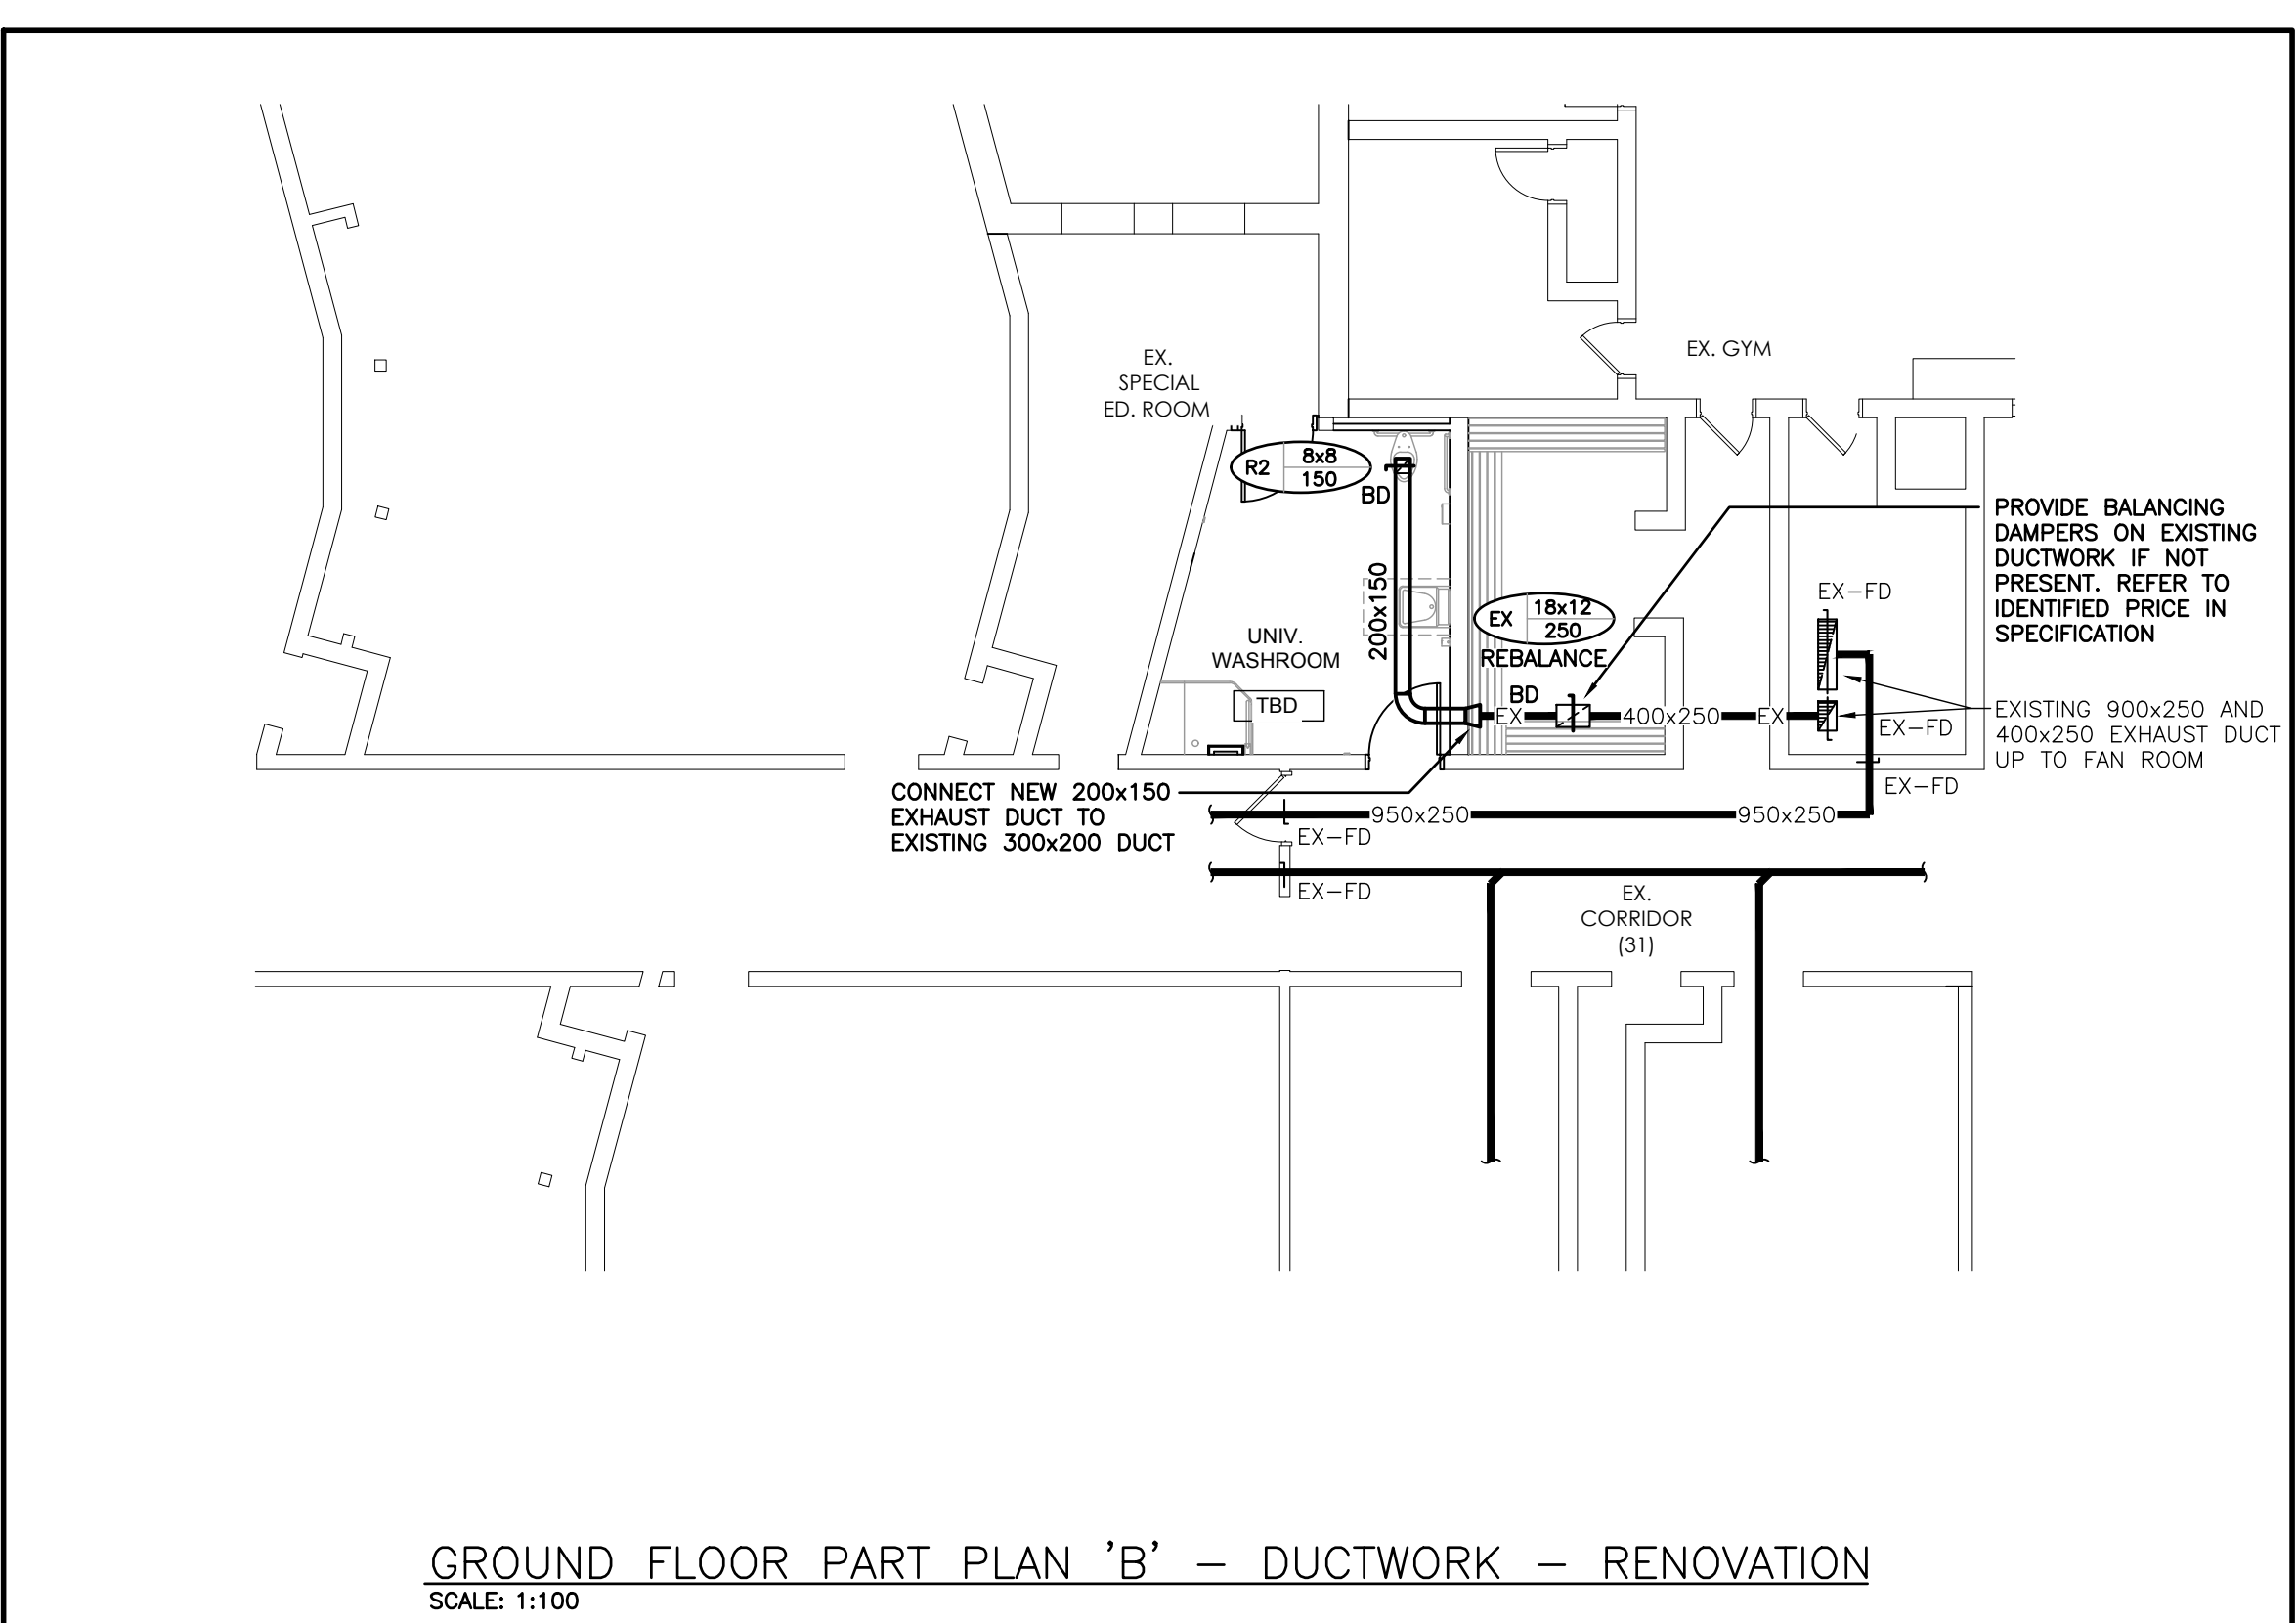 EX. GYM
EX.
SPECIAL
ED. ROOM
R2
8x8
150
BD
200x150
UNIV.
WASHROOM
TBD
EX
18x12
250
REBALANCE
BD
EX
400x250
EX
EX-FD
EX-FD
EX-FD
PROVIDE BALANCING
DAMPERS ON EXISTING
DUCTWORK IF NOT
PRESENT. REFER TO
IDENTIFIED PRICE IN
SPECIFICATION
EXISTING 900x250 AND
400x250 EXHAUST DUCT
UP TO FAN ROOM
CONNECT NEW 200x150
EXHAUST DUCT TO
EXISTING 300x200 DUCT
950x250
950x250
EX-FD
EX-FD
EX.
CORRIDOR
(31)
GROUND FLOOR PART PLAN 'B' - DUCTWORK - RENOVATION
SCALE: 1:100